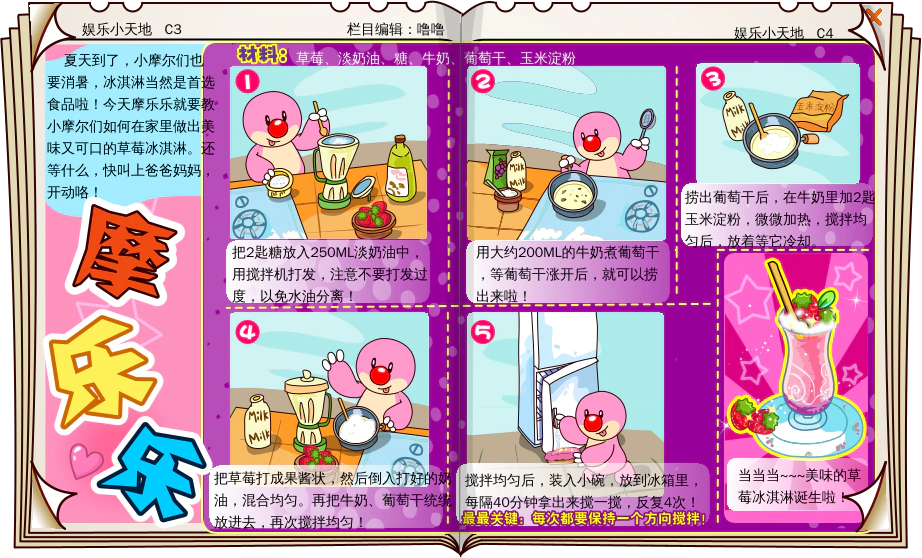 娱乐小天地 C3
栏目编辑：噜噜
娱乐小天地 C4
夏天到了，小摩尔们也
要消暑，冰淇淋当然是首选
食品啦！今天摩乐乐就要教
小摩尔们如何在家里做出美
味又可口的草莓冰淇淋。还
等什么，快叫上爸爸妈妈，
开动咯！
摩
乐
乐
材料：草莓、淡奶油、糖、牛奶、葡萄干、玉米淀粉
1
把2匙糖放入250ML淡奶油中，
用搅拌机打发，注意不要打发过
度，以免水油分离！
2
Milk
Milk
用大约200ML的牛奶煮葡萄干
，等葡萄干涨开后，就可以捞
出来啦！
3
Milk
Milk
玉米淀粉
捞出葡萄干后，在牛奶里加2匙
玉米淀粉，微微加热，搅拌均
匀后，放着等它冷却。
4
Milk
Milk
把草莓打成果酱状，然后倒入打好的奶
油，混合均匀。再把牛奶、葡萄干统统
放进去，再次搅拌均匀！
5
搅拌均匀后，装入小碗，放到冰箱里，
每隔40分钟拿出来搅一搅，反复4次！
最最关键：每次都要保持一个方向搅拌！
当当当~~~美味的草
莓冰淇淋诞生啦！